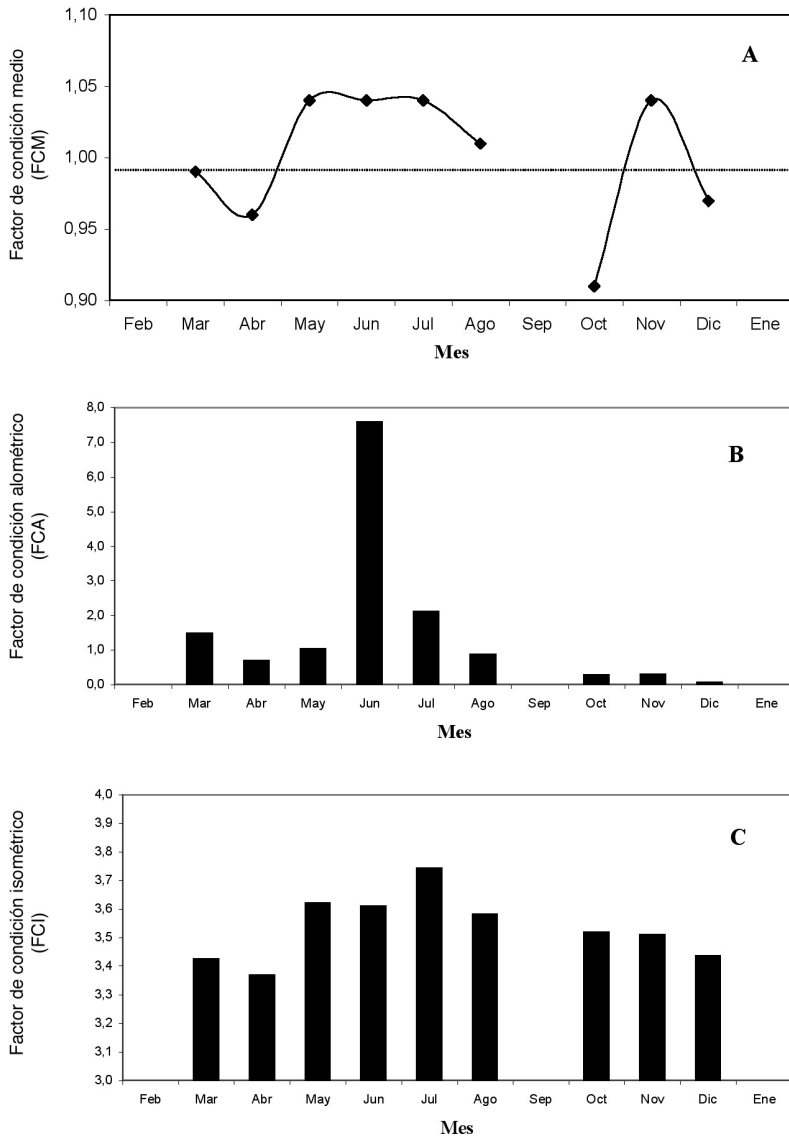 A
Factor de condición medio
(FCM)
1,10
1,05
1,00
0,95
0,90
Feb Mar Abr May Jun Jul Ago Sep Oct Nov Dic Ene
Mes
B
Factor de condición alométrico
(FCA)
8,0
7,0
6,0
5,0
4,0
3,0
2,0
1,0
0,0
Feb Mar Abr May Jun Jul Ago Sep Oct Nov Dic Ene
Mes
C
Factor de condición isométrico
(FCI)
4,0
3,9
3,8
3,7
3,6
3,5
3,4
3,3
3,2
3,1
3,0
Feb Mar Abr May Jun Jul Ago Sep Oct Nov Dic Ene
Mes